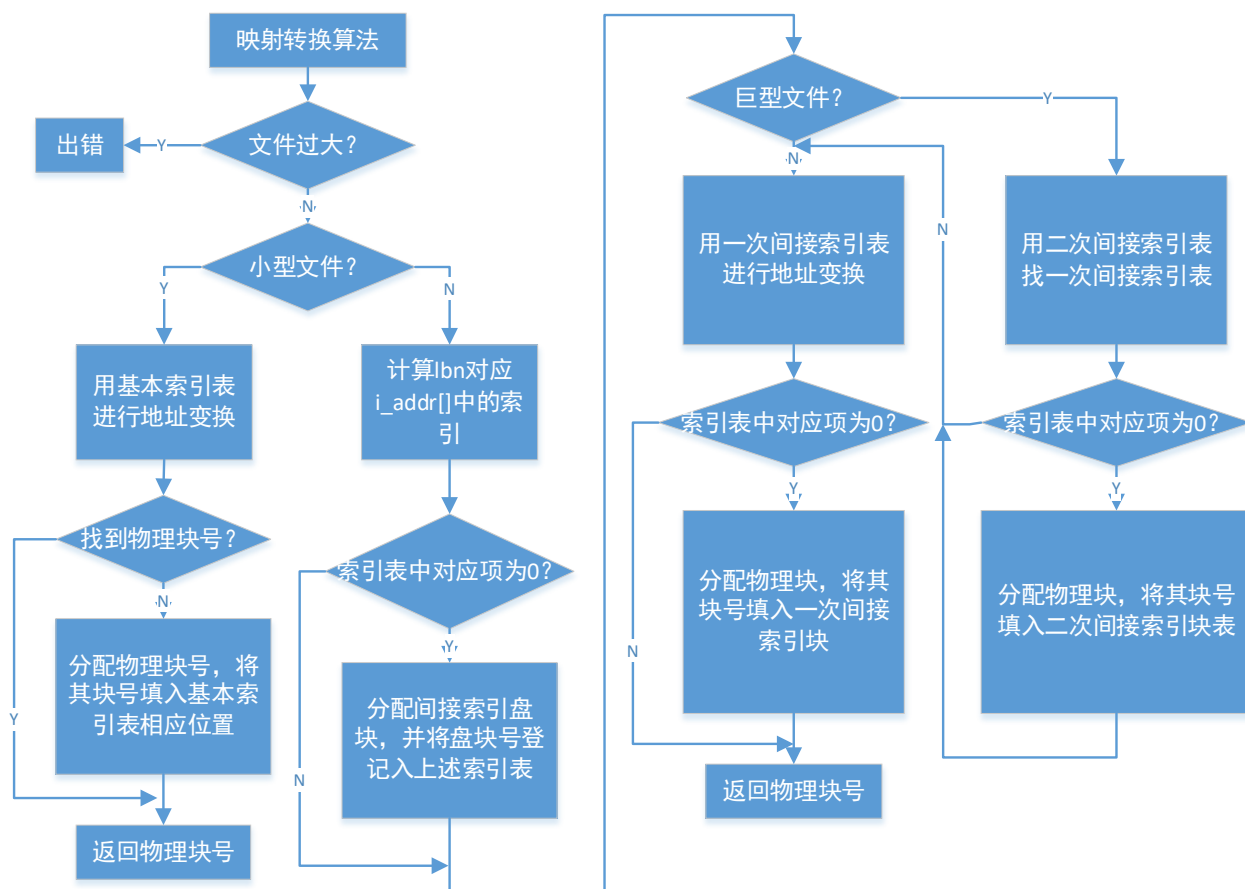 映射转换算法
文件过大?
Y
出错
N
小型文件?
Y
N
用基本索引表
进行地址变换
计算lbn对应
i_addr[]中的索
引
找到物理块号?
索引表中对应项为0?
N
Y
分配物理块号，将
其块号填入基本索
引表相应位置
Y
N
分配间接索引盘
块，并将盘块号登
记入上述索引表
返回物理块号
巨型文件?
Y
N
用一次间接索引表
进行地址变换
N
用二次间接索引表
找一次间接索引表
索引表中对应项为0?
索引表中对应项为0?
Y
Y
分配物理块，将其
块号填入一次间接
索引块
分配物理块，将其块号
填入二次间接索引块表
N
返回物理块号